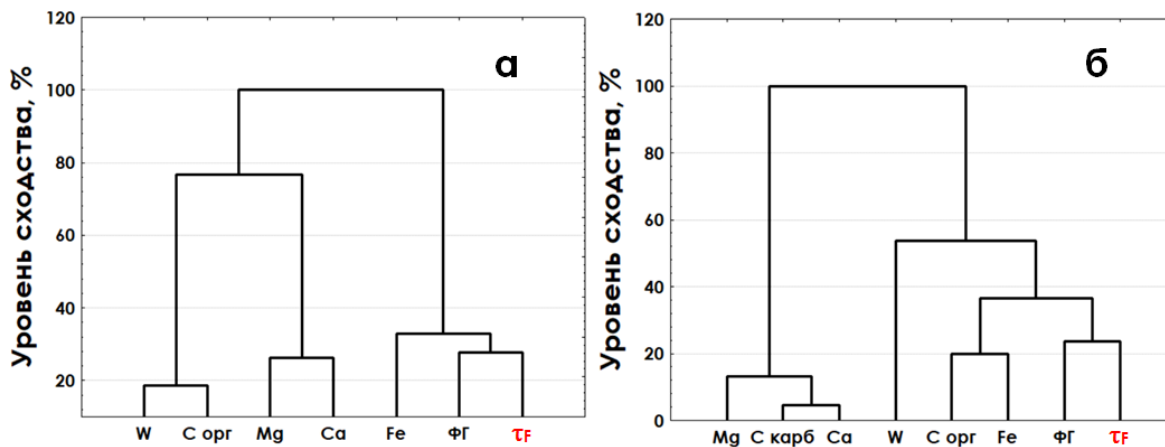 а
Уровень сходства, %
120
100
80
60
40
20
W С орг Mg Ca Fe ФГ τF
б
Уровень сходства, %
120
100
80
60
40
20
0
Mg С карб Ca W С орг Fe ФГ τF